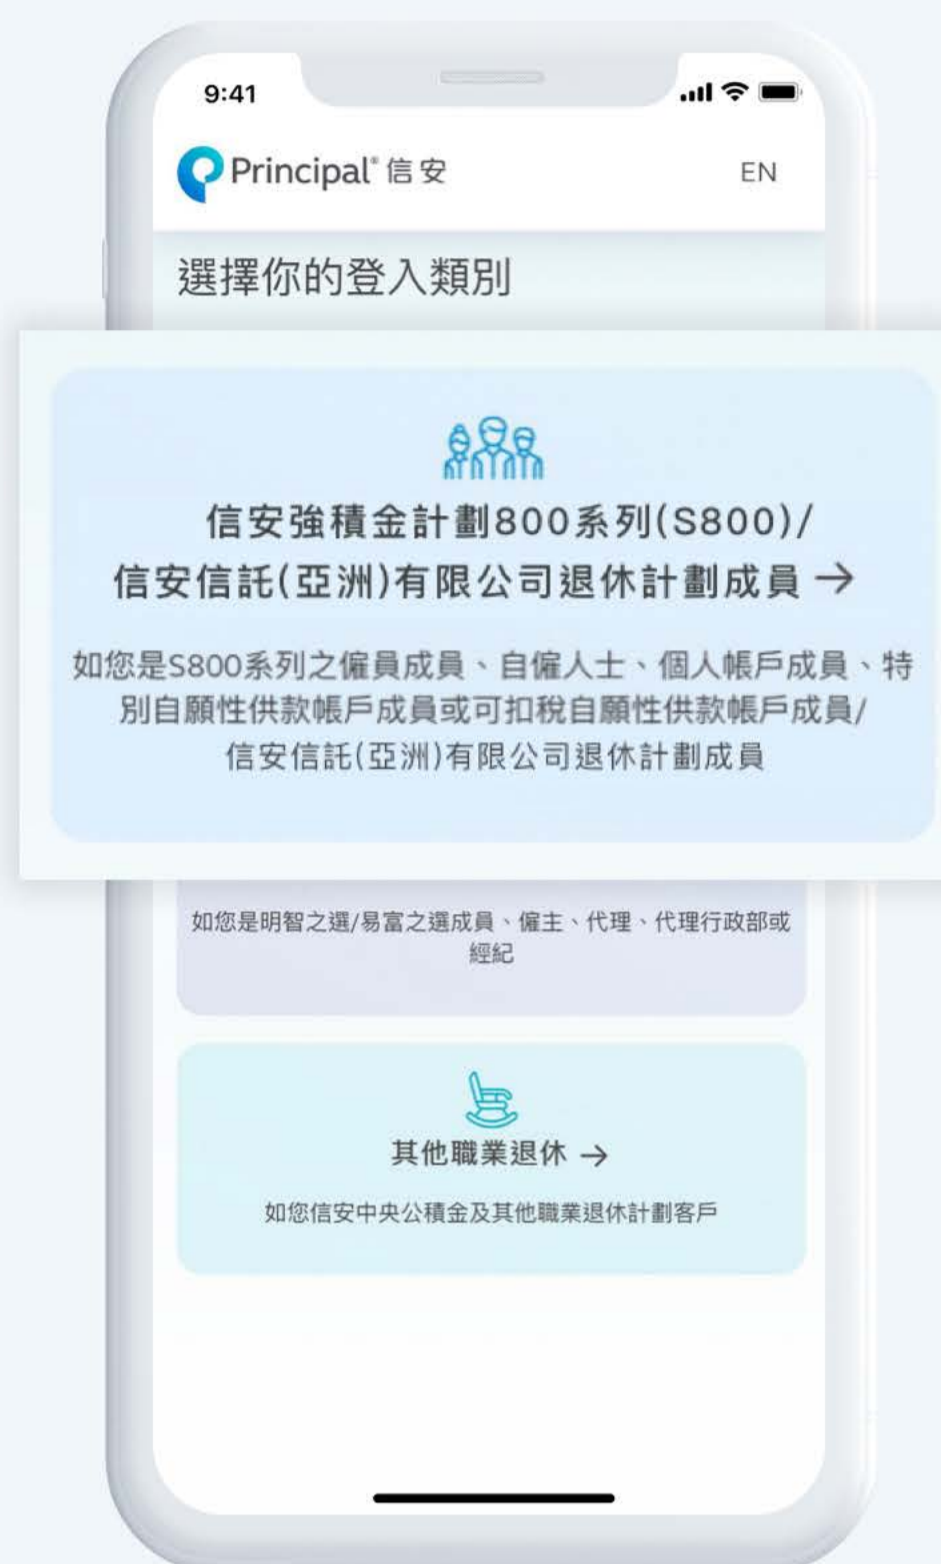 9:41
Principal® 信安
EN
選擇你的登入類別
信安強積金計劃800系列(S800)/
信安信託(亞洲)有限公司退休計劃成員 →
如您是S800系列之僱員成員、自僱人士、個人帳戶成員、特
別自願性供款帳戶成員或可扣稅自願性供款帳戶成員/
信安信託(亞洲)有限公司退休計劃成員
如您是明智之選/易富之選成員、僱主、代理、代理行政部或
經紀
其他職業退休 →
如您信安中央公積金及其他職業退休計劃客戶